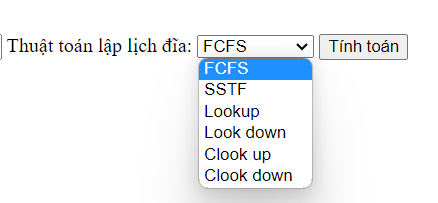 Thuật toán lập lịch đĩa: FCFS Tính toán
FCFS
SSTF
Lookup
Look down
Clook up
Clook down